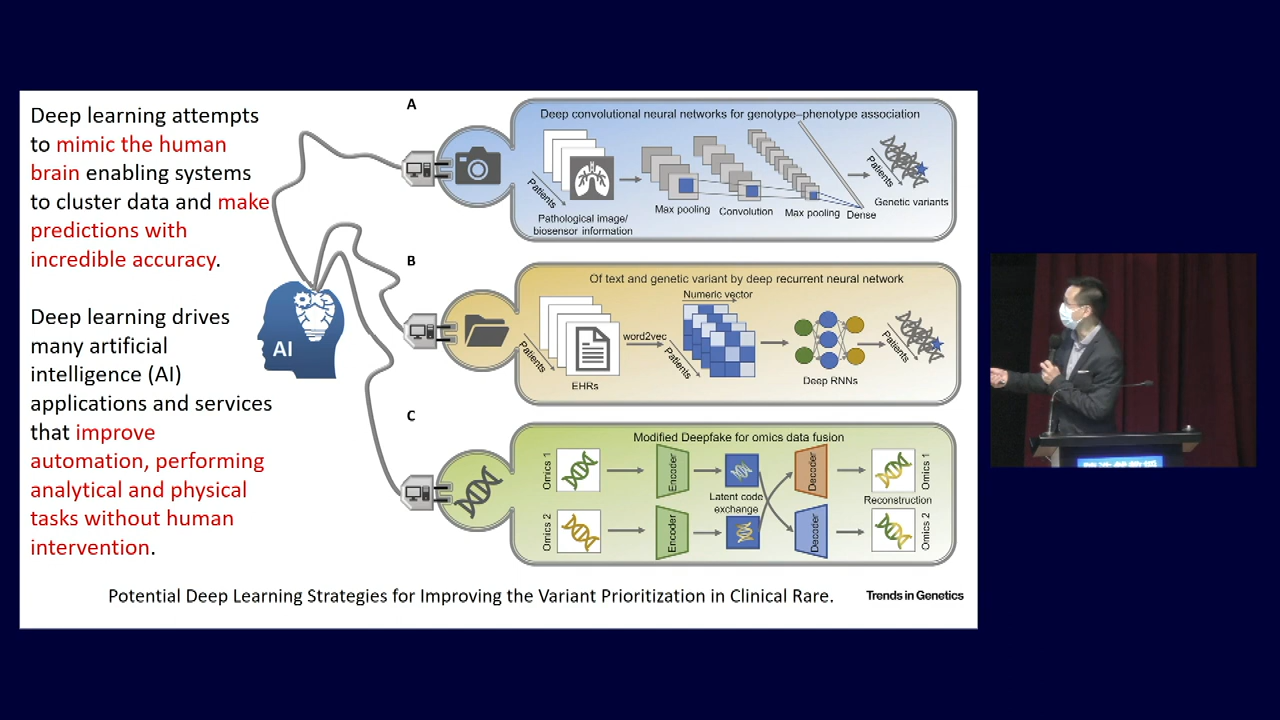 Deep learning attempts
to mimic the human
brain enabling systems
to cluster data and make
predictions with
incredible accuracy.
Deep learning drives
many artificial
intelligence (AI)
applications and services
that improve
automation, performing
analytical and physical
tasks without human
intervention.
AI
A
Deep convolutional neural networks for genotype–phenotype association
Patients
Pathological image/
biosensor information
Max pooling
Convolution
Max pooling
Dense
Patients
Genetic variants
B
Of text and genetic variant by deep recurrent neural network
Patients
EHRs
word2vec
Numeric vector
Patients
Deep RNNs
Patients
C
Modified Deepfake for omics data fusion
Omics 1
Encoder
Decoder
Omics 1
Latent code
exchange
Reconstruction
Omics 2
Encoder
Decoder
Omics 2
Potential Deep Learning Strategies for Improving the Variant Prioritization in Clinical Rare.
Trends in Genetics